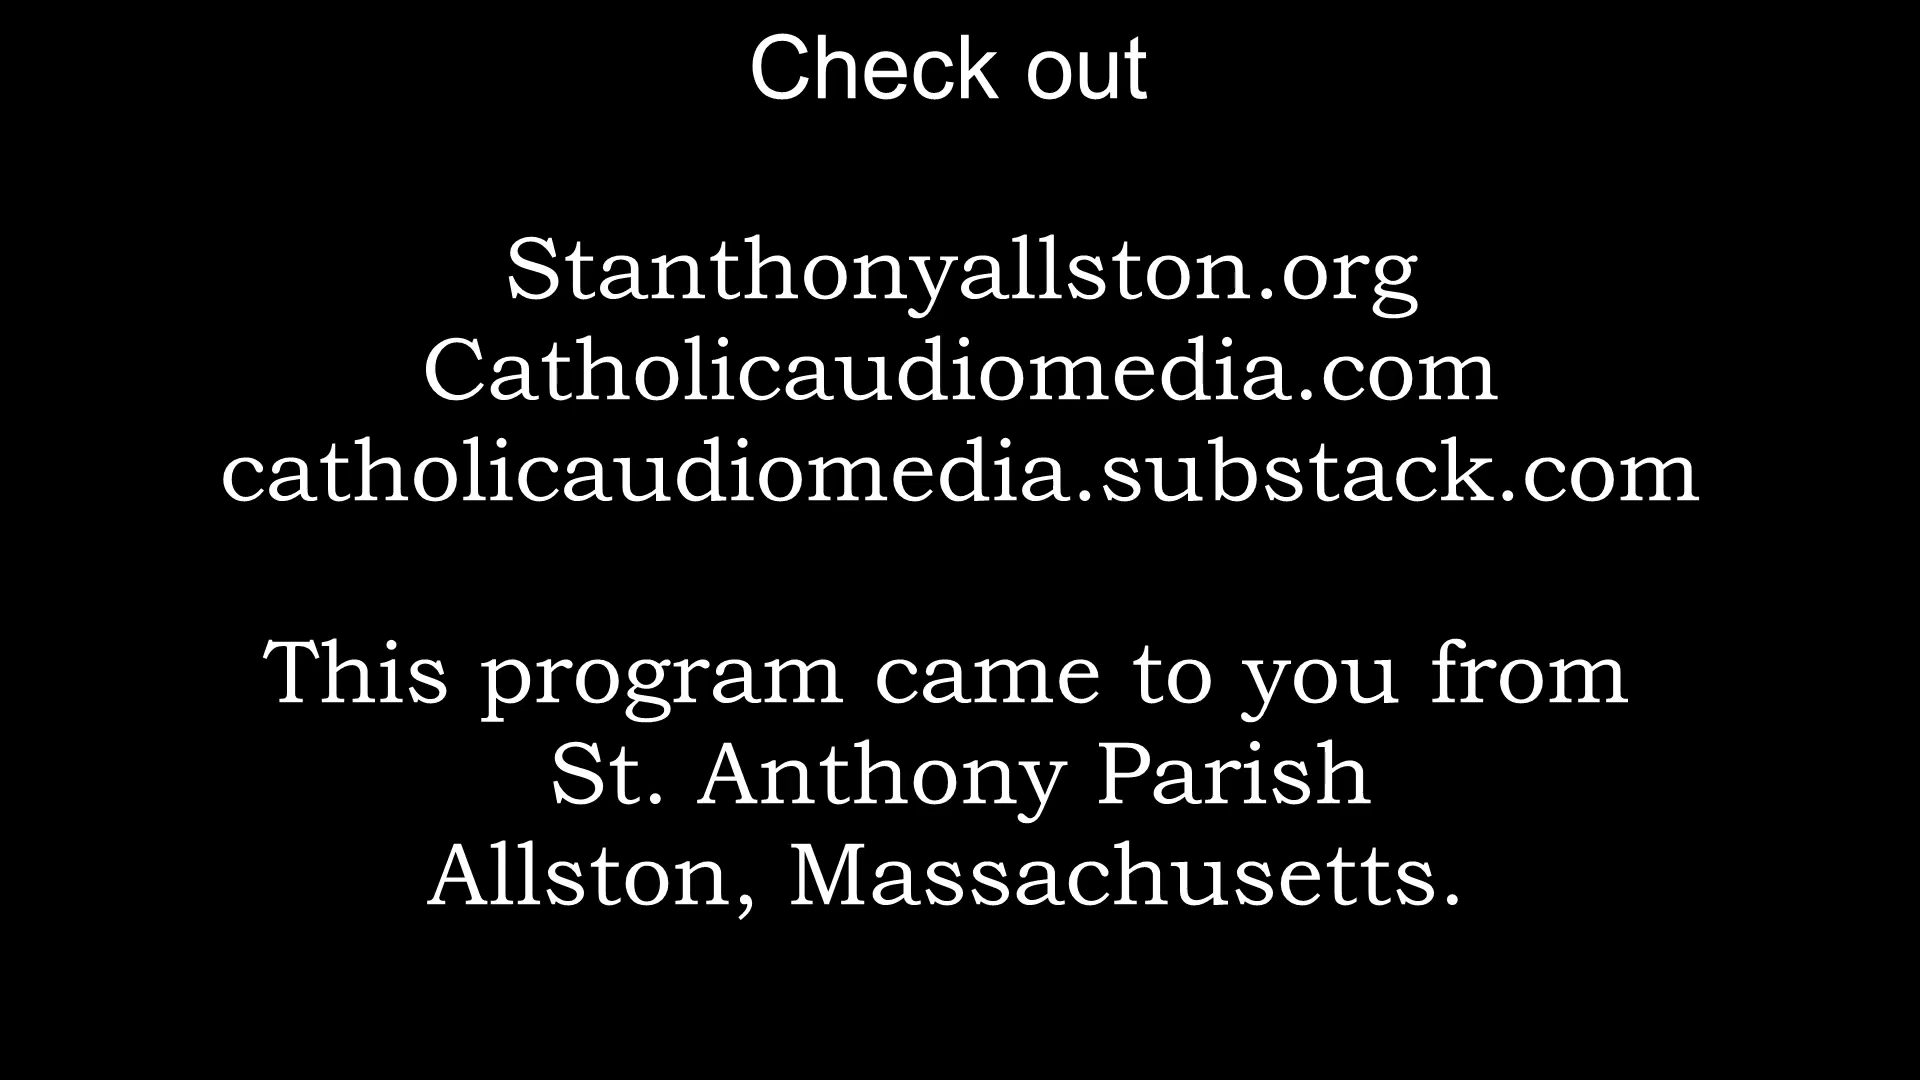 Check out
Stanthonyallston.org
Catholicaudiomedia.com
catholicaudiomedia.substack.com
This program came to you from
St. Anthony Parish
Allston, Massachusetts.